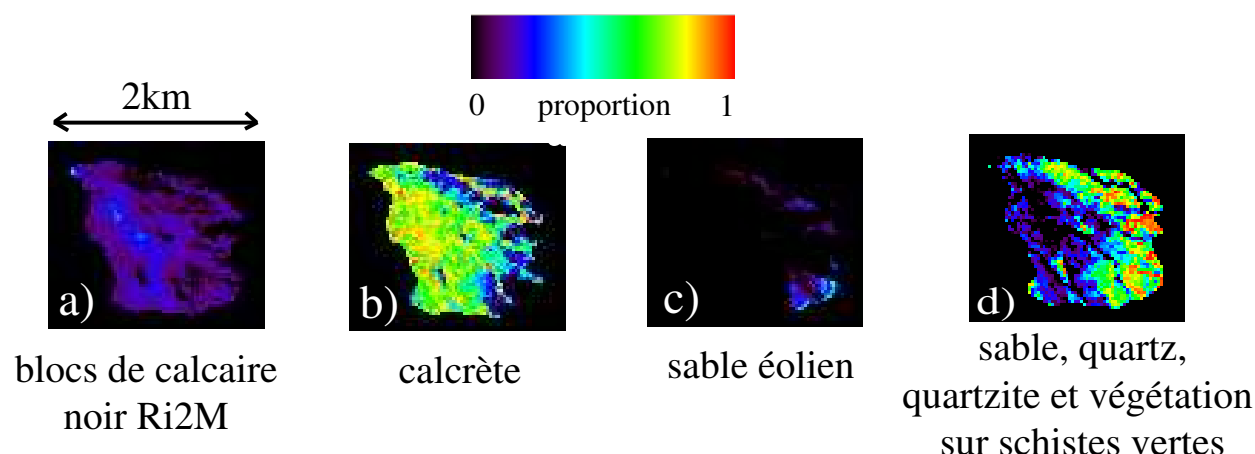 0 proportion 1
2km
a)
b)
c)
d)
blocs de calcaire
noir Ri2M
calcrète
sable éolien
sable, quartz,
quartzite et végétation
sur schistes vertes